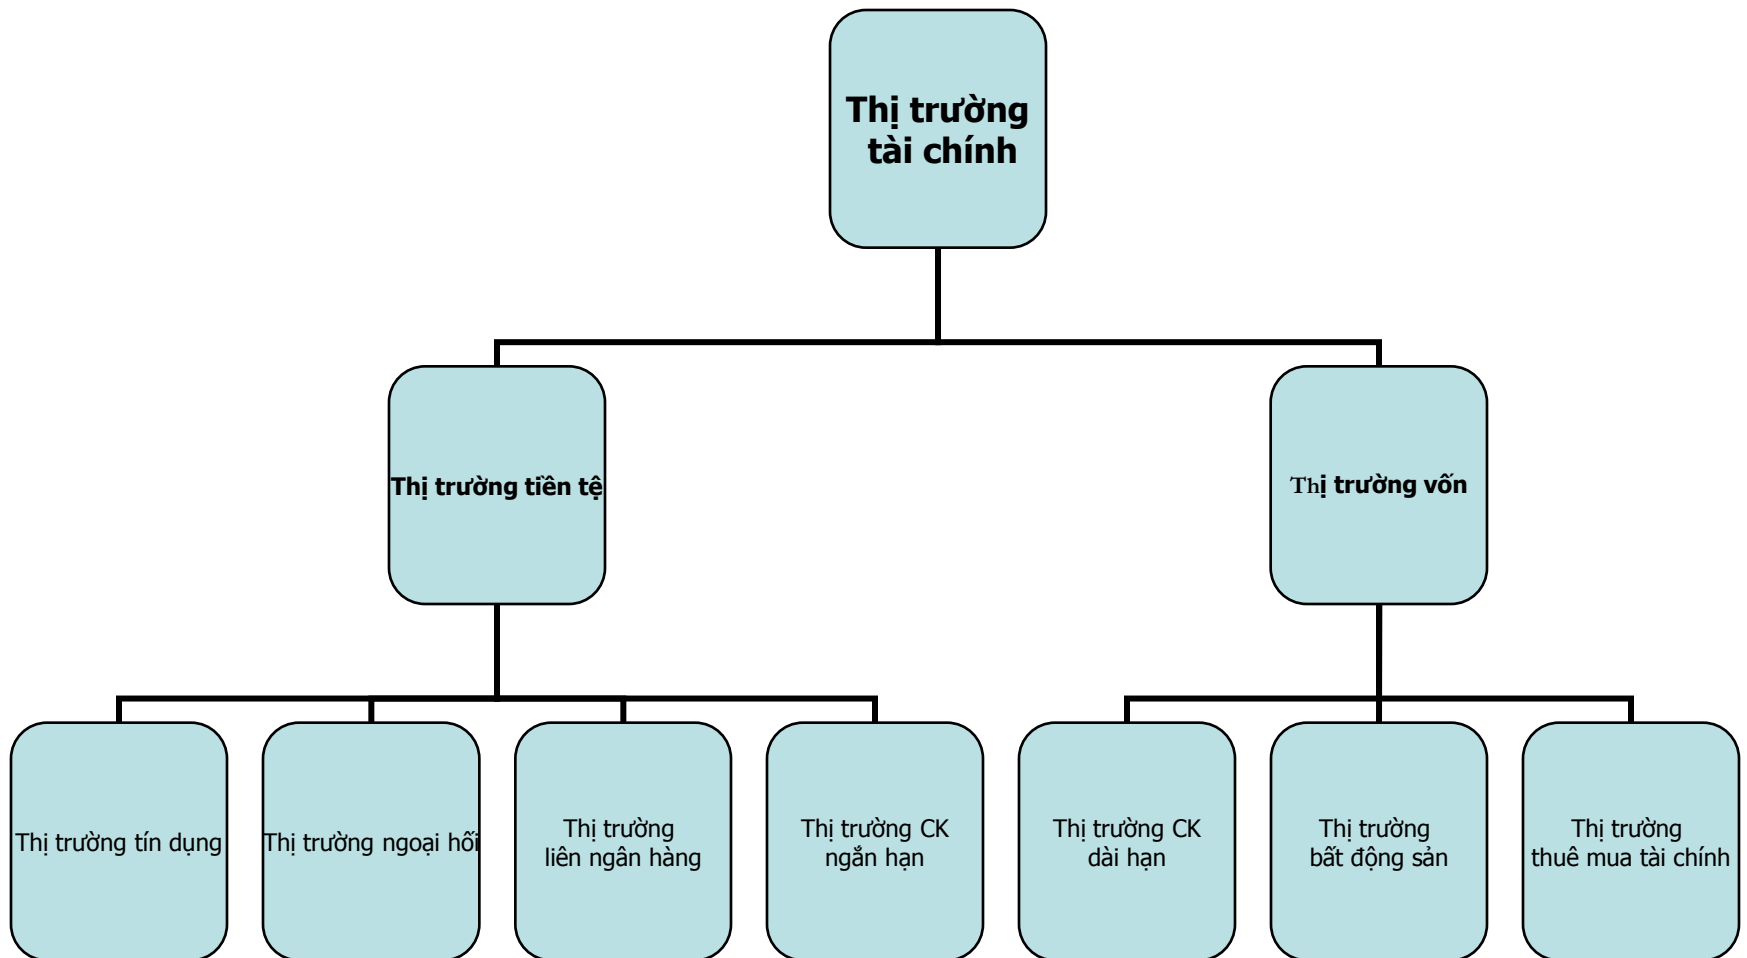 Thị trường
tài chính
Thị trường tiền tệ
Thị trường vốn
Thị trường tín dụng
Thị trường ngoại hối
Thị trường
liên ngân hàng
Thị trường CK
ngắn hạn
Thị trường CK
dài hạn
Thị trường
bất động sản
Thị trường
thuê mua tài chính